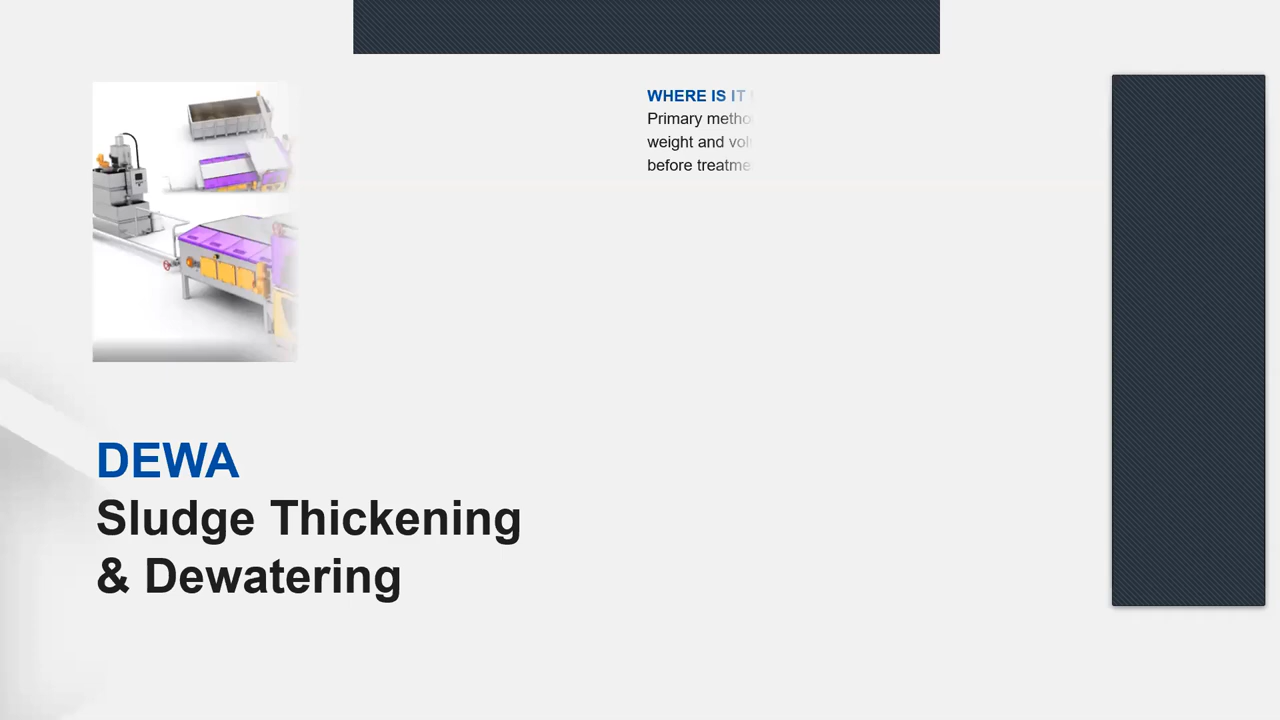 WHERE IS IT
Primary
weight and
before
DEWA
Sludge Thickening
& Dewatering